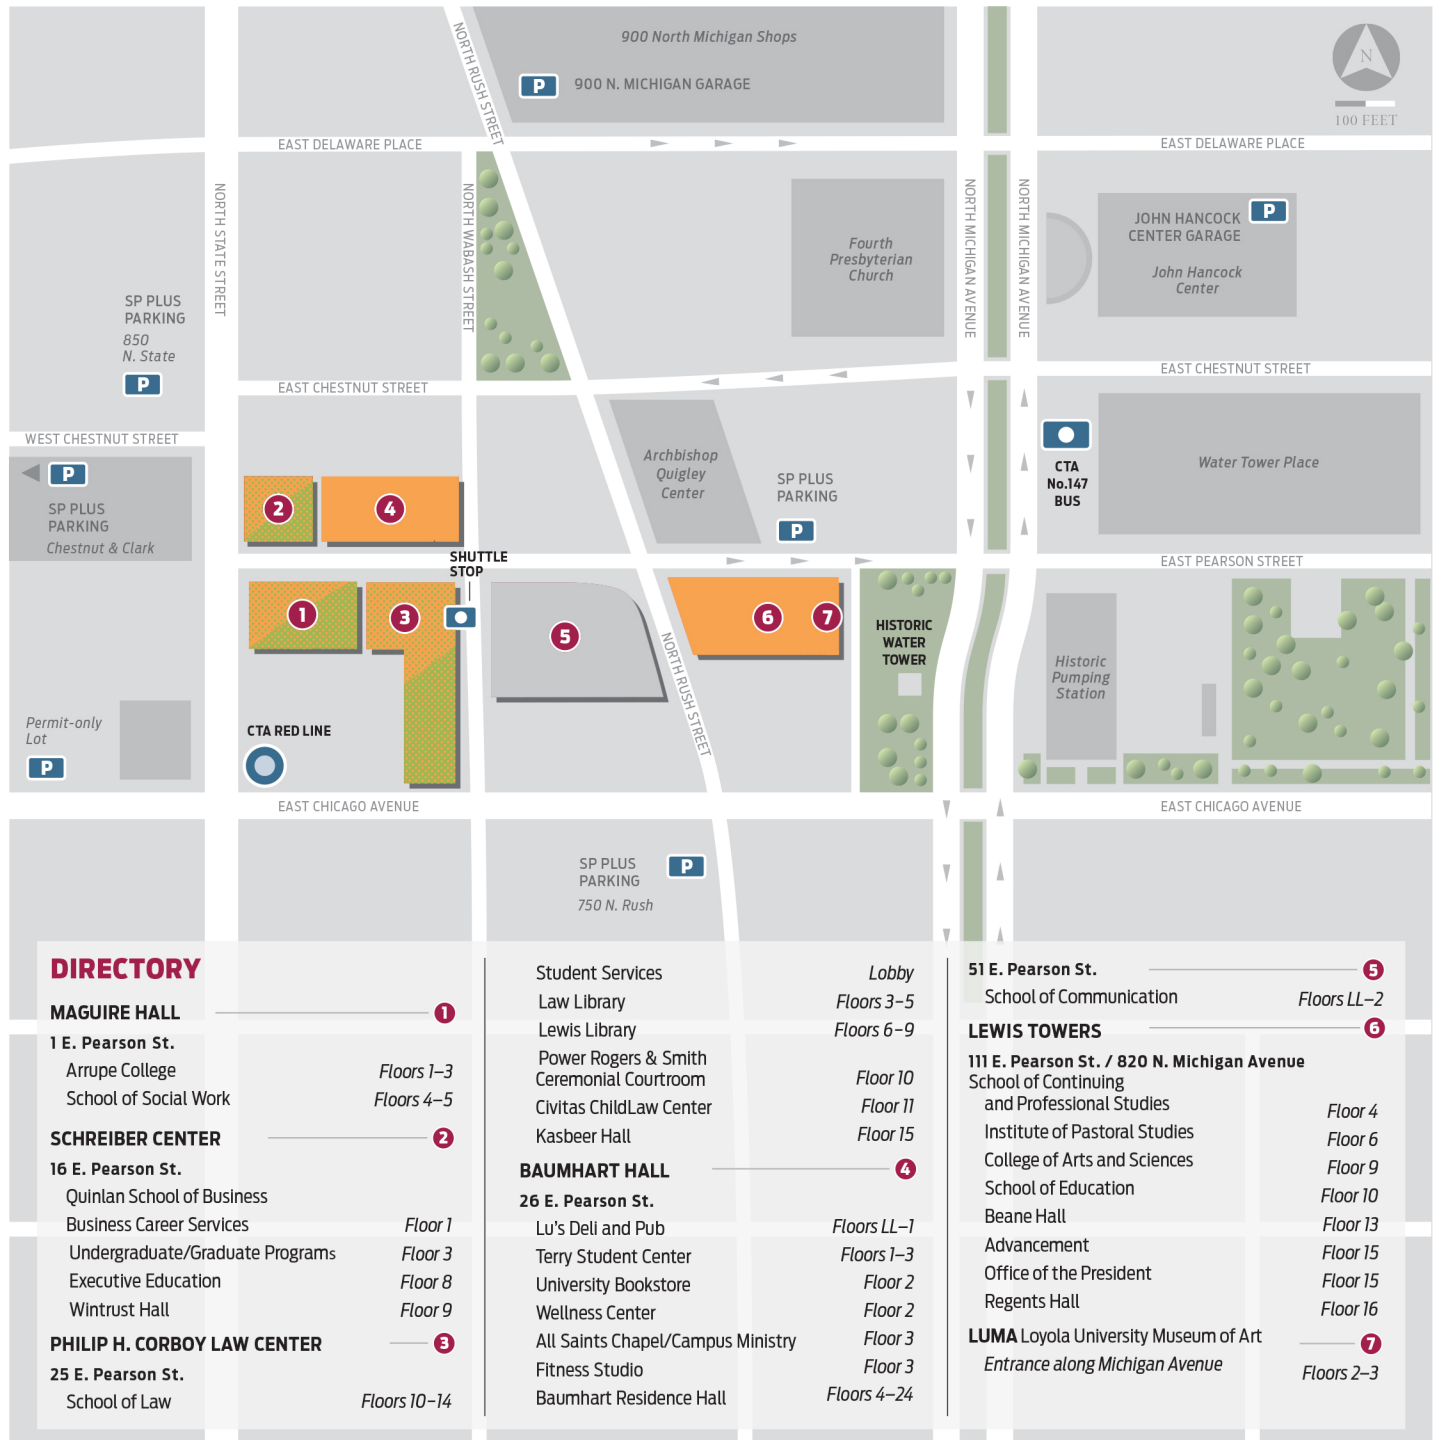 900 North Michigan Shops
P
900 N. MICHIGAN GARAGE
N
100 FEET
NORTH RUSH STREET
EAST DELAWARE PLACE
EAST DELAWARE PLACE
NORTH STATE STREET
NORTH WABASH STREET
NORTH MICHIGAN AVENUE
NORTH MICHIGAN AVENUE
Fourth
Presbyterian
Church
JOHN HANCOCK
CENTER GARAGE
P
John Hancock
Center
SP PLUS
PARKING
850
N. State
P
EAST CHESTNUT STREET
EAST CHESTNUT STREET
WEST CHESTNUT STREET
P
SP PLUS
PARKING
Chestnut & Clark
2
4
Archbishop
Quigley
Center
SP PLUS
PARKING
P
CTA
No.147
BUS
Water Tower Place
SHUTTLE
STOP
EAST PEARSON STREET
1
3
5
6
7
NORTH RUSH STREET
HISTORIC
WATER
TOWER
Historic
Pumping
Station
Permit-only
Lot
P
CTA RED LINE
EAST CHICAGO AVENUE
EAST CHICAGO AVENUE
SP PLUS
PARKING
P
750 N. Rush
DIRECTORY
MAGUIRE HALL 1
1 E. Pearson St.
Arrupe College Floors 1–3
School of Social Work Floors 4–5
SCHREIBER CENTER 2
16 E. Pearson St.
Quinlan School of Business
Business Career Services Floor 1
Undergraduate/Graduate Programs Floor 3
Executive Education Floor 8
Wintrust Hall Floor 9
PHILIP H. CORBOY LAW CENTER 3
25 E. Pearson St.
School of Law Floors 10–14
Student Services Lobby
Law Library Floors 3–5
Lewis Library Floors 6–9
Power Rogers & Smith
Ceremonial Courtroom Floor 10
Civitas ChildLaw Center Floor 11
Kasbeer Hall Floor 15
BAUMHART HALL 4
26 E. Pearson St.
Lu's Deli and Pub Floors LL–1
Terry Student Center Floors 1–3
University Bookstore Floor 2
Wellness Center Floor 2
All Saints Chapel/Campus Ministry Floor 3
Fitness Studio Floor 3
Baumhart Residence Hall Floors 4–24
51 E. Pearson St. 5
School of Communication Floors LL–2
LEWIS TOWERS 6
111 E. Pearson St. / 820 N. Michigan Avenue
School of Continuing
and Professional Studies Floor 4
Institute of Pastoral Studies Floor 6
College of Arts and Sciences Floor 9
School of Education Floor 10
Beane Hall Floor 13
Advancement Floor 15
Office of the President Floor 15
Regents Hall Floor 16
LUMA Loyola University Museum of Art 7
Entrance along Michigan Avenue Floors 2–3